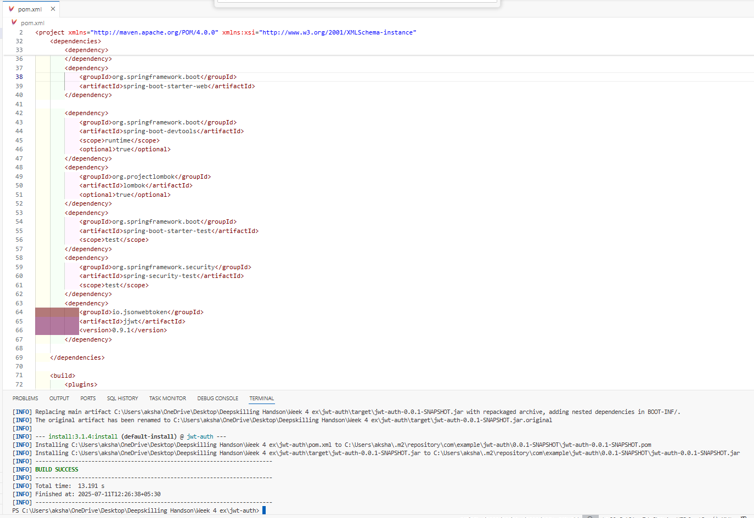 pom.xml
pom.xml
2 <project xmlns="http://maven.apache.org/POM/4.0.0" xmlns:xsi="http://www.w3.org/2001/XMLSchema-instance"
32 <dependencies>
33 <dependency>
36 </dependency>
37 <dependency>
38 <groupId>org.springframework.boot</groupId>
39 <artifactId>spring-boot-starter-web</artifactId>
40 </dependency>
41
42 <dependency>
43 <groupId>org.springframework.boot</groupId>
44 <artifactId>spring-boot-devtools</artifactId>
45 <scope>runtime</scope>
46 <optional>true</optional>
47 </dependency>
48 <dependency>
49 <groupId>org.projectlombok</groupId>
50 <artifactId>lombok</artifactId>
51 <optional>true</optional>
52 </dependency>
53 <dependency>
54 <groupId>org.springframework.boot</groupId>
55 <artifactId>spring-boot-starter-test</artifactId>
56 <scope>test</scope>
57 </dependency>
58 <dependency>
59 <groupId>org.springframework.security</groupId>
60 <artifactId>spring-security-test</artifactId>
61 <scope>test</scope>
62 </dependency>
63 <dependency>
64 <groupId>io.jsonwebtoken</groupId>
65 <artifactId>jjwt</artifactId>
66 <version>0.9.1</version>
67 </dependency>
68
69 </dependencies>
70
71 <build>
72 <plugins>
PROBLEMS OUTPUT PORTS SQL HISTORY TASK MONITOR DEBUG CONSOLE TERMINAL
[INFO] Replacing main artifact C:\Users\aksha\OneDrive\Desktop\Deepskilling Handson\Week 4 ex\jwt-auth\target\jwt-auth-0.0.1-SNAPSHOT.jar with repackaged archive, adding nested dependencies in BOOT-INF/.
[INFO] The original artifact has been renamed to C:\Users\aksha\OneDrive\Desktop\Deepskilling Handson\Week 4 ex\jwt-auth\target\jwt-auth-0.0.1-SNAPSHOT.jar.original
[INFO]
[INFO] --- install:3.1.4:install (default-install) @ jwt-auth ---
[INFO] Installing C:\Users\aksha\OneDrive\Desktop\Deepskilling Handson\Week 4 ex\jwt-auth\pom.xml to C:\Users\aksha\.m2\repository\com\example\jwt-auth\0.0.1-SNAPSHOT\jwt-auth-0.0.1-SNAPSHOT.pom
[INFO] Installing C:\Users\aksha\OneDrive\Desktop\Deepskilling Handson\Week 4 ex\jwt-auth\target\jwt-auth-0.0.1-SNAPSHOT.jar to C:\Users\aksha\.m2\repository\com\example\jwt-auth\0.0.1-SNAPSHOT\jwt-auth-0.0.1-SNAPSHOT.jar
[INFO] ------------------------------------------------------------------------
[INFO] BUILD SUCCESS
[INFO] ------------------------------------------------------------------------
[INFO] Total time:  13.191 s
[INFO] Finished at: 2025-07-11T12:26:38+05:30
[INFO] ------------------------------------------------------------------------
PS C:\Users\aksha\OneDrive\Desktop\Deepskilling Handson\Week 4 ex\jwt-auth>